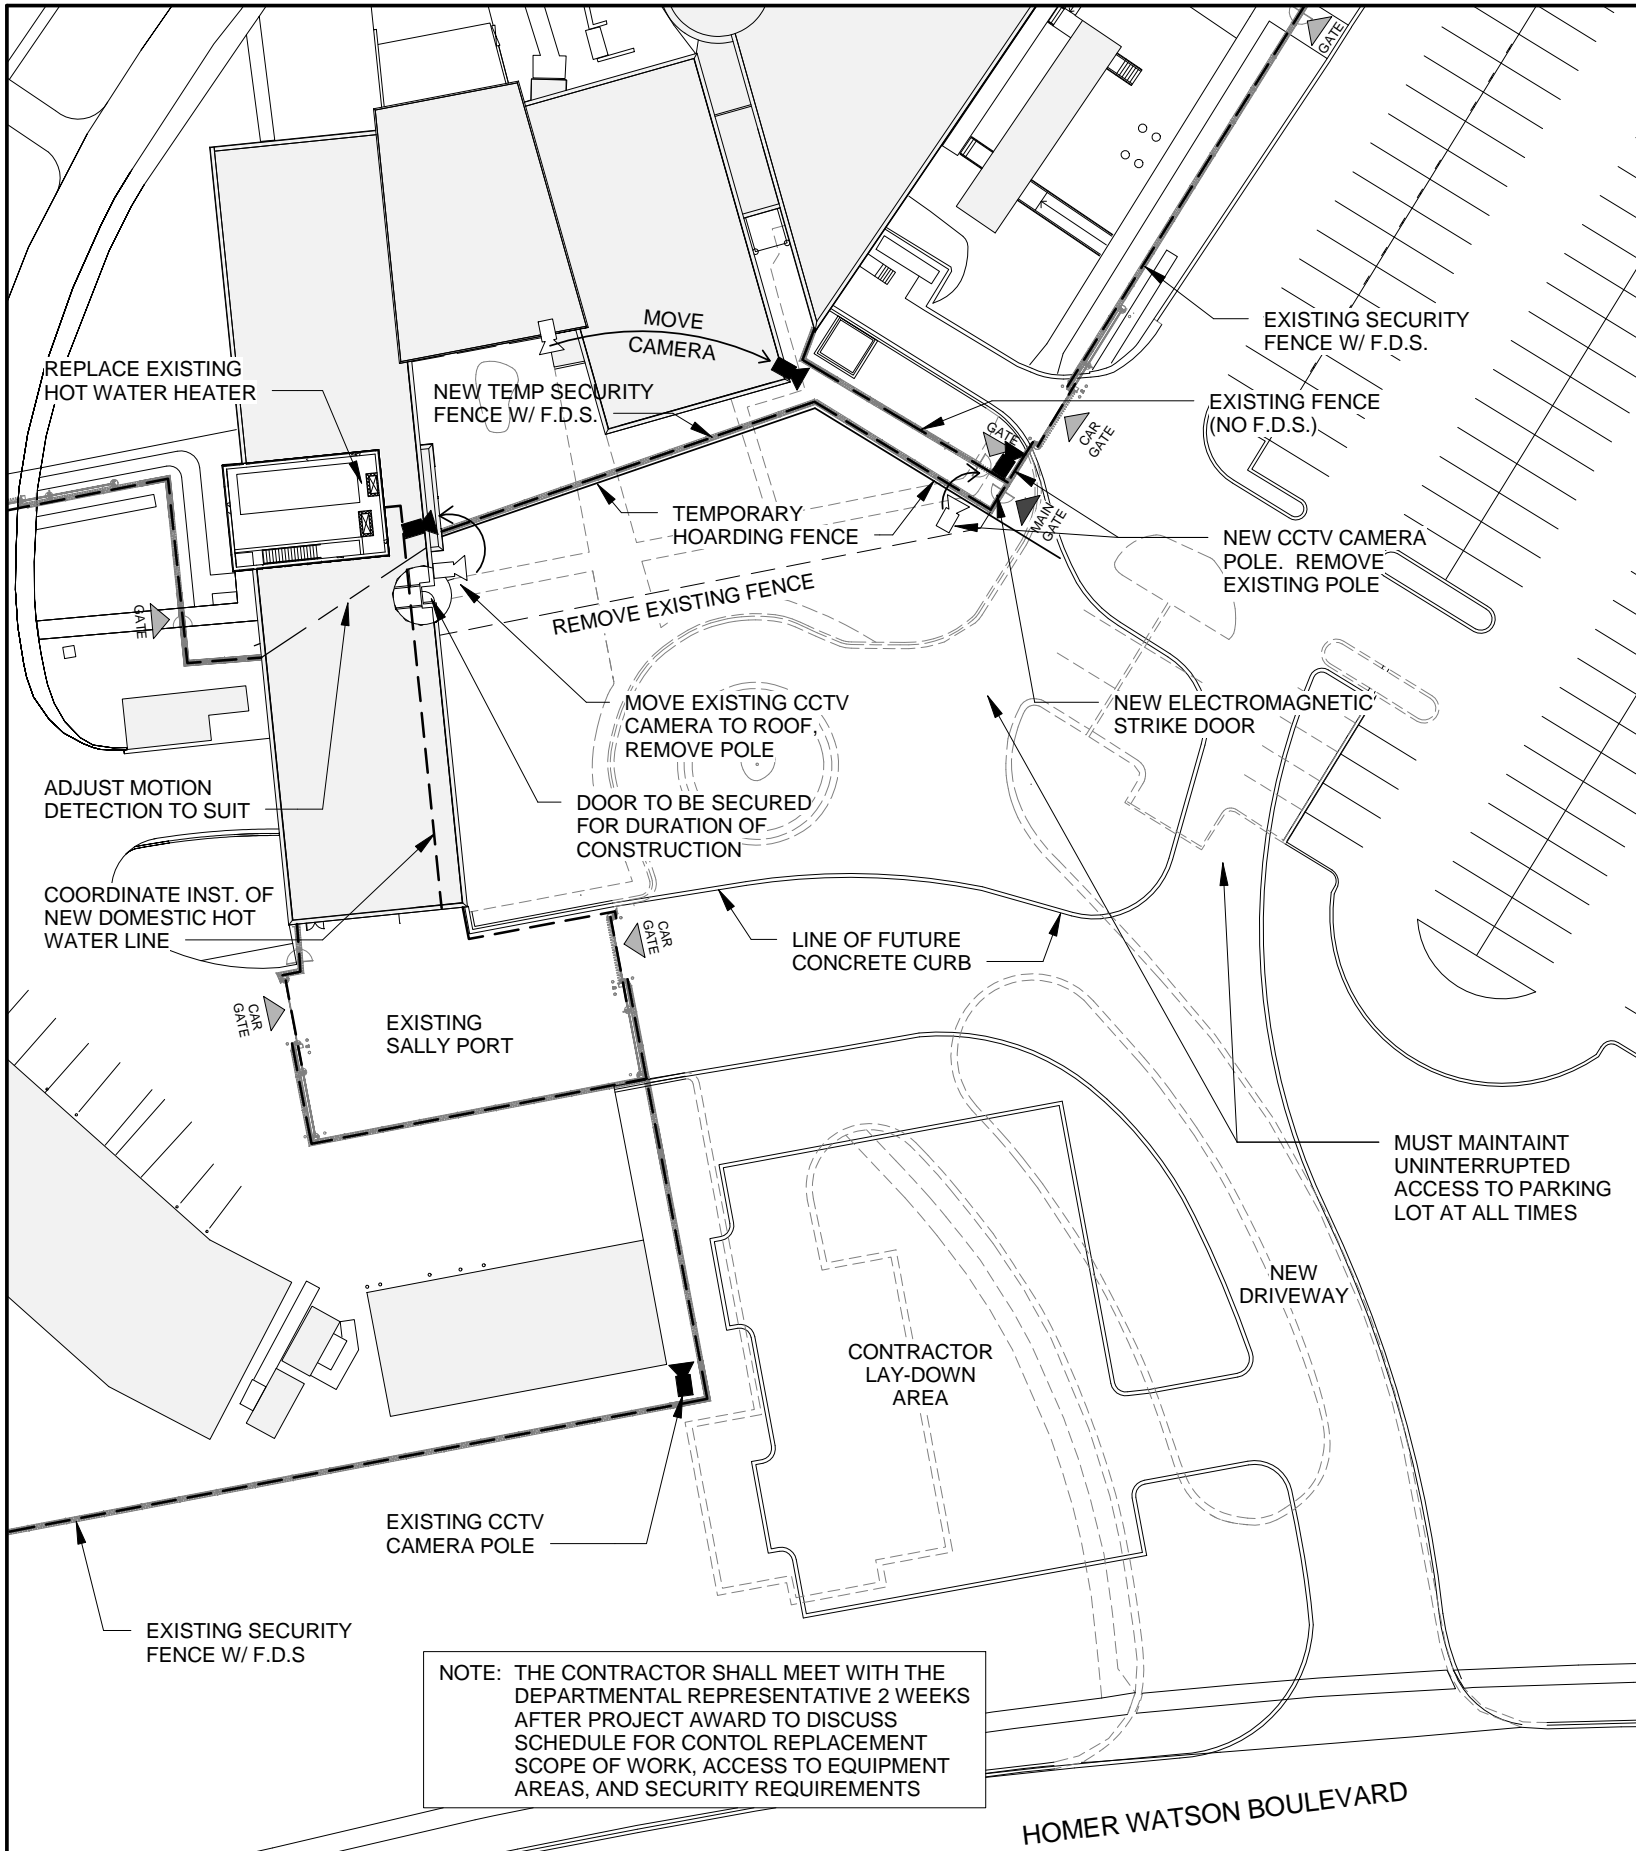 GATE
MOVE
CAMERA
EXISTING SECURITY
FENCE W/ F.D.S.
REPLACE EXISTING
HOT WATER HEATER
NEW TEMP SECURITY
FENCE W/ F.D.S.
EXISTING FENCE
(NO F.D.S.)
GATE
CAR
GATE
TEMPORARY
HOARDING FENCE
MAIN
GATE
NEW CCTV CAMERA
POLE. REMOVE
EXISTING POLE
REMOVE EXISTING FENCE
GATE
MOVE EXISTING CCTV
CAMERA TO ROOF,
REMOVE POLE
NEW ELECTROMAGNETIC
STRIKE DOOR
ADJUST MOTION
DETECTION TO SUIT
DOOR TO BE SECURED
FOR DURATION OF
CONSTRUCTION
COORDINATE INST. OF
NEW DOMESTIC HOT
WATER LINE
CAR
GATE
LINE OF FUTURE
CONCRETE CURB
CAR
GATE
EXISTING
SALLY PORT
MUST MAINTAINT
UNINTERRUPTED
ACCESS TO PARKING
LOT AT ALL TIMES
NEW
DRIVEWAY
CONTRACTOR
LAY-DOWN
AREA
EXISTING CCTV
CAMERA POLE
EXISTING SECURITY
FENCE W/ F.D.S
NOTE: THE CONTRACTOR SHALL MEET WITH THE
DEPARTMENTAL REPRESENTATIVE 2 WEEKS
AFTER PROJECT AWARD TO DISCUSS
SCHEDULE FOR CONTOL REPLACEMENT
SCOPE OF WORK, ACCESS TO EQUIPMENT
AREAS, AND SECURITY REQUIREMENTS
HOMER WATSON BOULEVARD